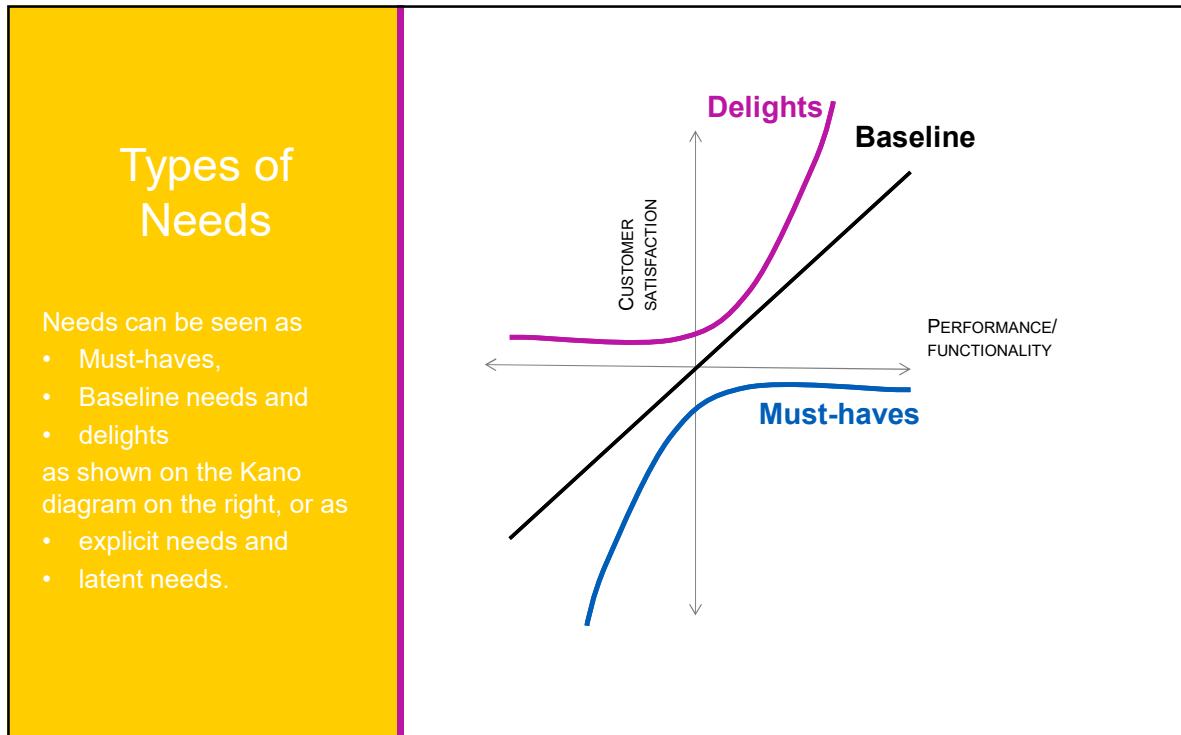 Types of
Needs
Needs can be seen as
• Must-haves,
• Baseline needs and
• delights
as shown on the Kano
diagram on the right, or as
• explicit needs and
• latent needs.
Delights
Baseline
CUSTOMER
SATISFACTION
PERFORMANCE/
FUNCTIONALITY
Must-haves